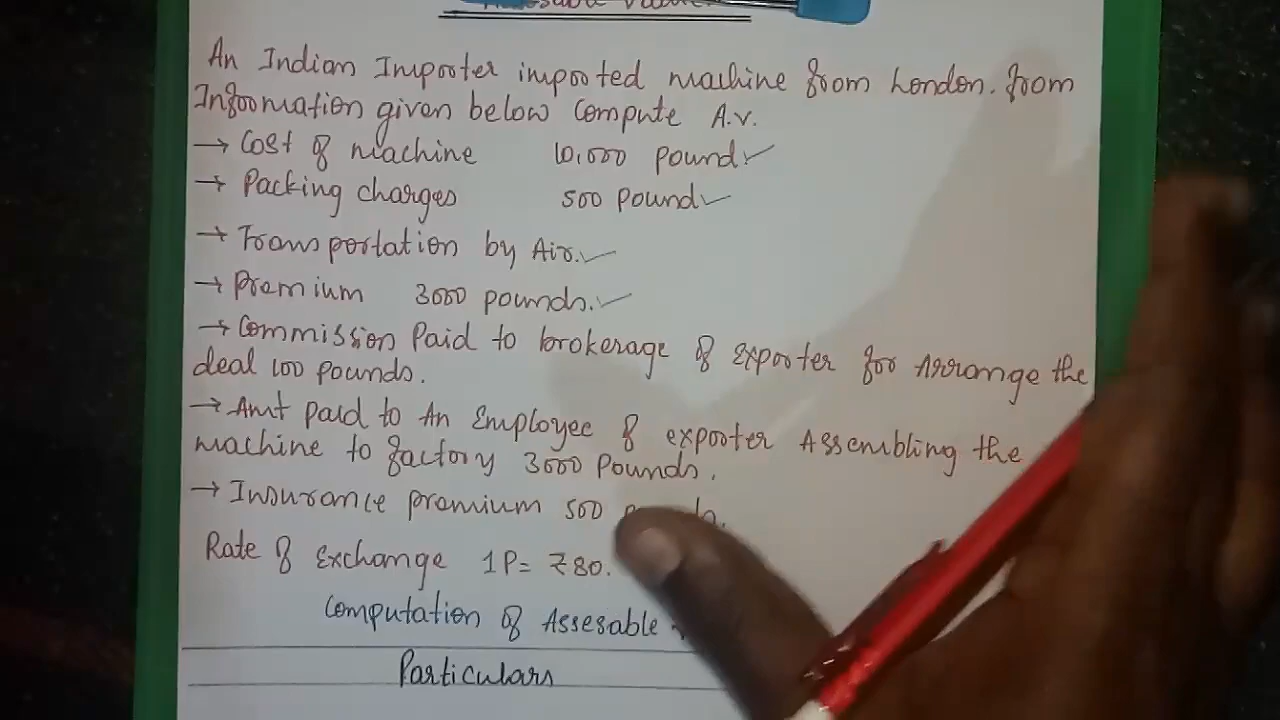 An Indian Importer imported machine from London. from
Information given below compute A.V.
→ Cost of machine 10,000 pound ✓
→ Packing charges 500 pound ✓
→ Transportation by Air. ✓
→ Premium 3000 pounds. ✓
→ Commission Paid to brokerage of exporter for Arrange the
deal 100 pounds.
→ Amt paid to An Employee of exporter Assembling the
machine to factory 3000 Pounds.
→ Insurance premium 500
Rate of Exchange 1P= ₹80.
Computation of Assesable
Particulars